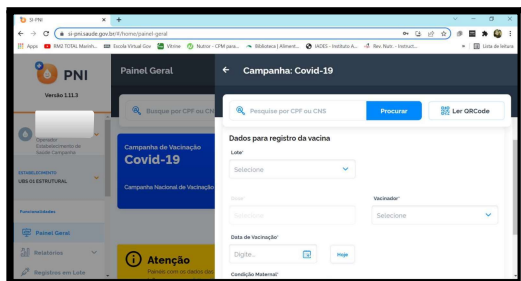 SI-PNI
si-pni.saude.gov.br/#/home/painel-geral
Apps RM2 TOTAL Marinh... Escola Virtual Gov Vitrine Nutror - CPM para... Biblioteca | Aliment... IADES - Instituto A... Rev. Nutr. - Instruct... » Lista de leitura
PNI
Versão 1.11.3
Operador
Estabelecimento de
Saúde Campanha
ESTABELECIMENTO
UBS 01 ESTRUTURAL
Funcionalidades
Painel Geral
Relatórios
Registros em Lote
Painel Geral
Busque por CPF ou CN
Campanha de Vacinação
Covid-19
Campanha Nacional de Vacinação
Atenção
Painéis com os dados das
Campanha: Covid-19
Pesquise por CPF ou CNS
Procurar
Ler QRCode
Dados para registro da vacina
Lote*
Selecione
Dose*
Vacinador*
Selecione
Selecione
Data de Vacinação*
Digite...
Hoje
Condição Maternal*